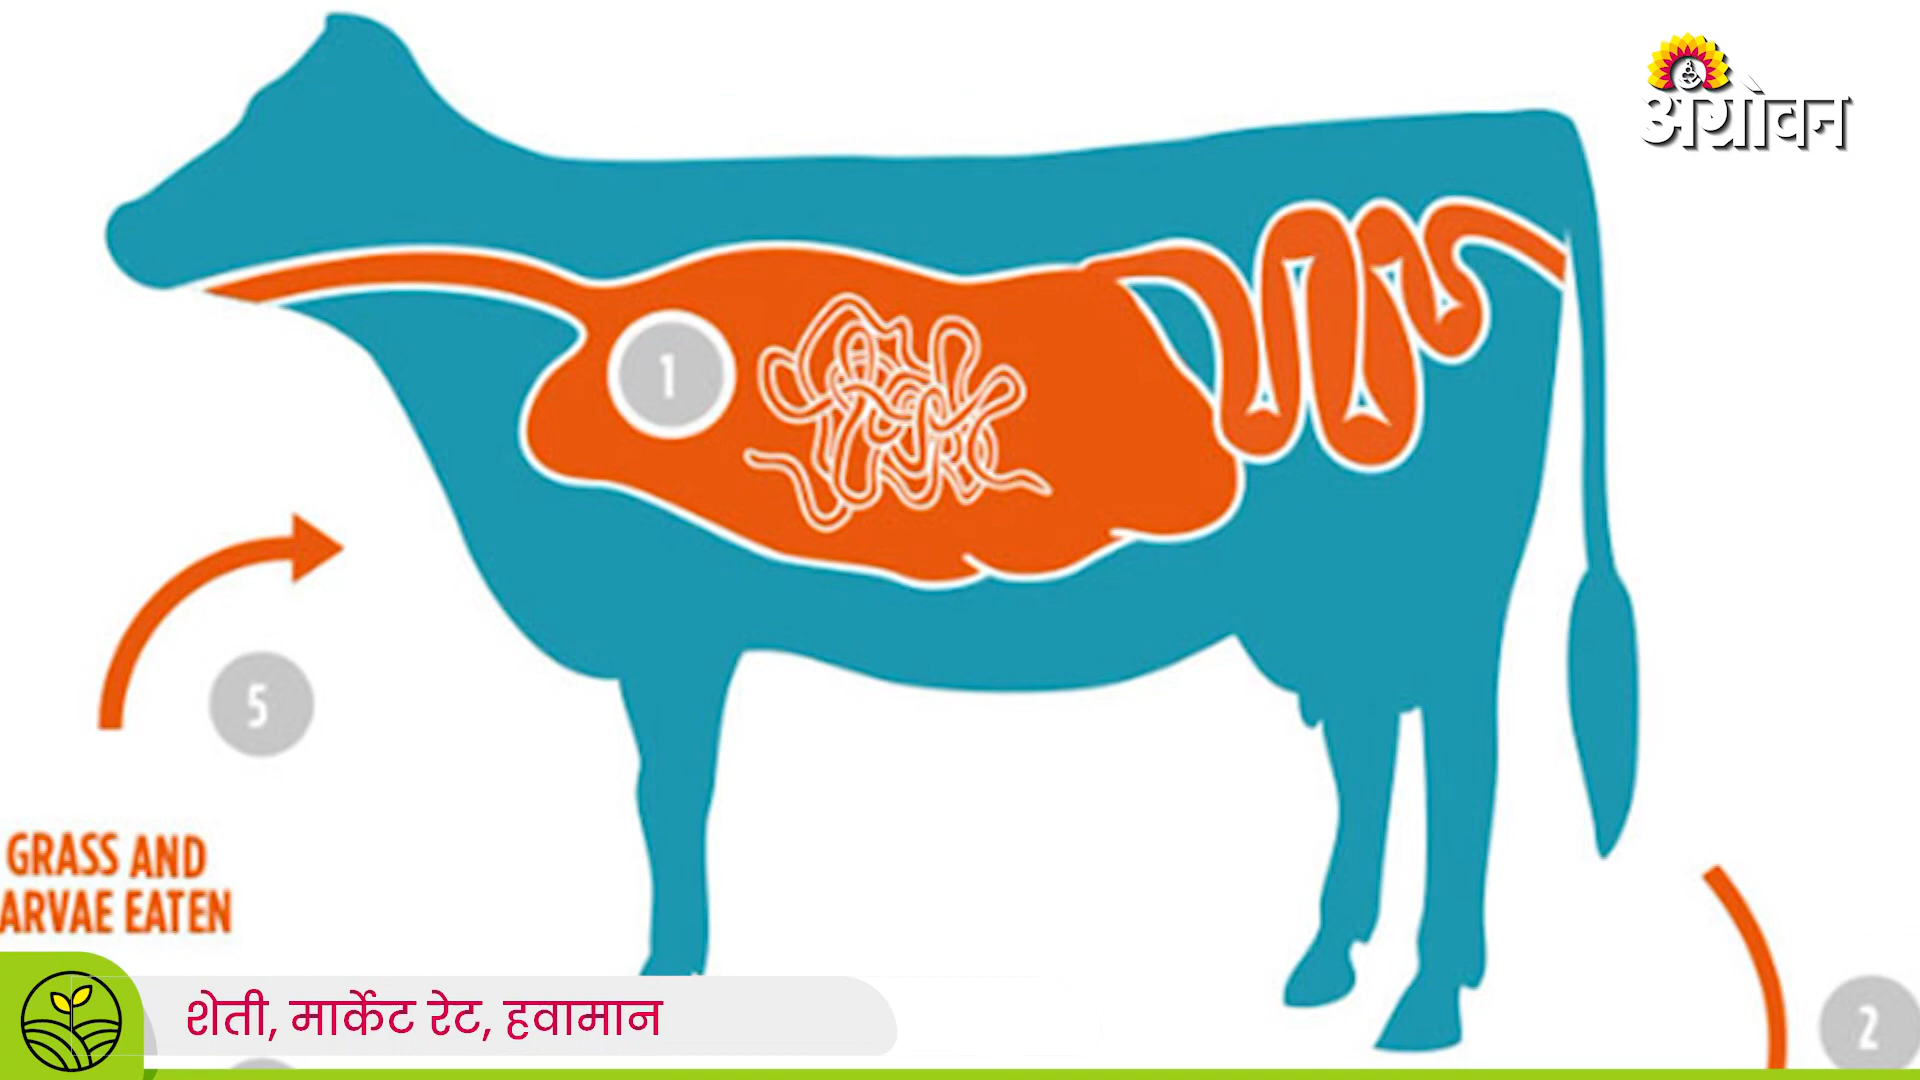 अॅग्रोवन
1
5
GRASS AND
ARVAE EATEN
शेती, मार्केट रेट, हवामान
2